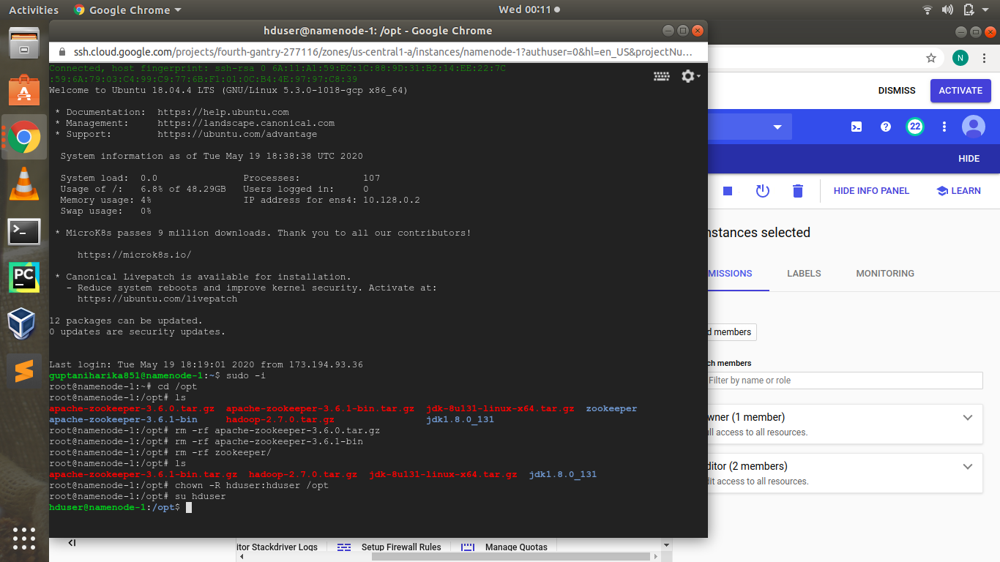 Activities
Google Chrome
Wed 00:11
hduser@namenode-1: /opt - Google Chrome
ssh.cloud.google.com/projects/fourth-gantry-277116/zones/us-central1-a/instances/namenode-1?authuser=0&hl=en_US&projectNu...
Connected, host fingerprint: ssh-rsa 0 6A:11:A1:59:EC:1C:88:9D:31:B2:14:EE:22:7C
:59:6A:79:03:C4:99:C9:77:6B:F1:01:0C:B4:4E:97:97:C8:39
Welcome to Ubuntu 18.04.4 LTS (GNU/Linux 5.3.0-1018-gcp x86_64)
* Documentation:  https://help.ubuntu.com
* Management:     https://landscape.canonical.com
* Support:        https://ubuntu.com/advantage
System information as of Tue May 19 18:38:38 UTC 2020
System load:  0.0               Processes:           107
Usage of /:   6.8% of 48.29GB   Users logged in:     0
Memory usage: 4%                IP address for ens4: 10.128.0.2
Swap usage:   0%
* MicroK8s passes 9 million downloads. Thank you to all our contributors!
https://microk8s.io/
* Canonical Livepatch is available for installation.
- Reduce system reboots and improve kernel security. Activate at:
https://ubuntu.com/livepatch
12 packages can be updated.
0 updates are security updates.
Last login: Tue May 19 18:19:01 2020 from 173.194.93.36
guptaniharika851@namenode-1:~$ sudo -i
root@namenode-1:~# cd /opt
root@namenode-1:/opt# ls
apache-zookeeper-3.6.0.tar.gz  apache-zookeeper-3.6.1-bin.tar.gz  jdk-8u131-linux-x64.tar.gz  zookeeper
apache-zookeeper-3.6.1-bin     hadoop-2.7.0.tar.gz                jdk1.8.0_131
root@namenode-1:/opt# rm -rf apache-zookeeper-3.6.0.tar.gz
root@namenode-1:/opt# rm -rf apache-zookeeper-3.6.1-bin
root@namenode-1:/opt# rm -rf zookeeper/
root@namenode-1:/opt# ls
apache-zookeeper-3.6.1-bin.tar.gz  hadoop-2.7.0.tar.gz  jdk-8u131-linux-x64.tar.gz  jdk1.8.0_131
root@namenode-1:/opt# chown -R hduser:hduser /opt
root@namenode-1:/opt# su hduser
hduser@namenode-1:/opt$
N
DISMISS
ACTIVATE
22
HIDE
HIDE INFO PANEL
LEARN
nstances selected
MISSIONS
LABELS
MONITORING
d members
ch members
Filter by name or role
wner (1 member)
ull access to all resources.
ditor (2 members)
dit access to all resources.
PC
itor Stackdriver Logs
Setup Firewall Rules
Manage Quotas